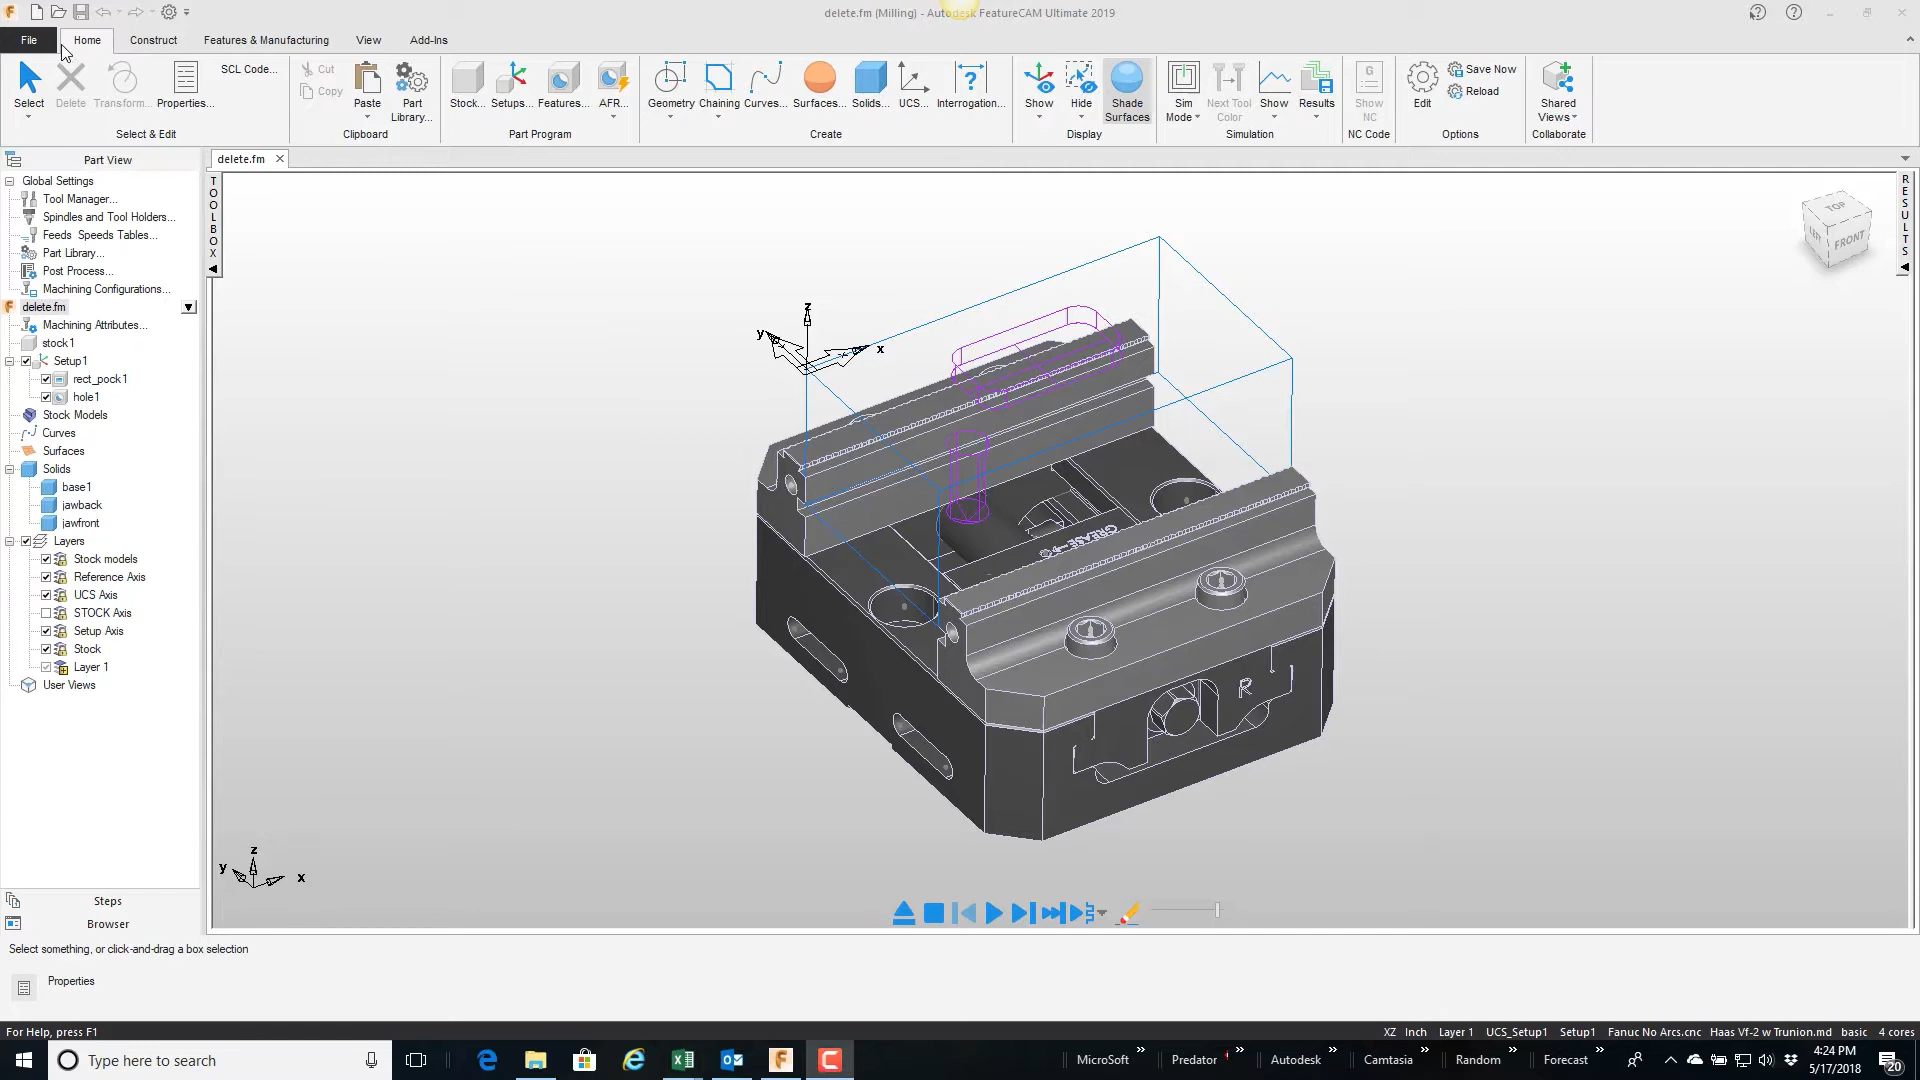 delete.fm (Milling) - Autodesk FeatureCAM Ultimate 2019
File Home Construct Features & Manufacturing View Add-Ins
Select Delete Transform... Properties... SCL Code...
Cut
Copy
Paste Part Library...
Stock... Setups... Features... AFR...
Geometry Chaining Curves... Surfaces... Solids... UCS... Interrogation...
Show Hide Shade Surfaces
Sim Mode Next Tool Color Show Results
G
Show NC
Edit Save Now
Reload
Shared Views
Select & Edit Clipboard Part Program Create Display Simulation NC Code Options Collaborate
Part View
delete.fm
Global Settings
Tool Manager...
Spindles and Tool Holders...
Feeds Speeds Tables...
Part Library...
Post Process...
Machining Configurations...
delete.fm
Machining Attributes...
stock1
Setup1
rect_pock1
hole1
Stock Models
Curves
Surfaces
Solids
base1
jawback
jawfront
Layers
Stock models
Reference Axis
UCS Axis
STOCK Axis
Setup Axis
Stock
Layer 1
User Views
Steps
Browser
TOOLBOX
RESULTS
TOP
LEFT
FRONT
z
y
x
GREASE
R
z
y
x
Select something, or click-and-drag a box selection
Properties
For Help, press F1
XZ Inch Layer 1 UCS_Setup1 Setup1 Fanuc No Arcs.cnc Haas Vf-2 w Trunion.md basic 4 cores
Type here to search
MicroSoft Predator Autodesk Camtasia Random Forecast
4:24 PM
5/17/2018
20